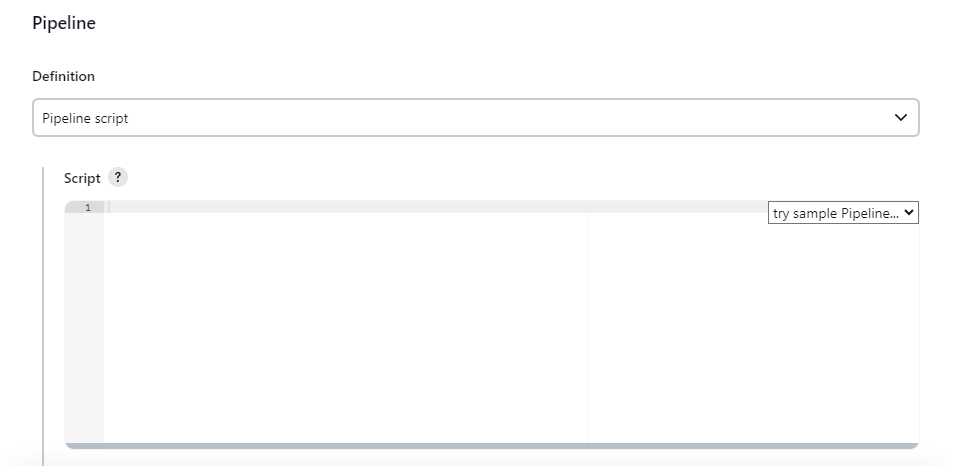 Pipeline
Definition
Pipeline script
Script ?
1
try sample Pipeline...